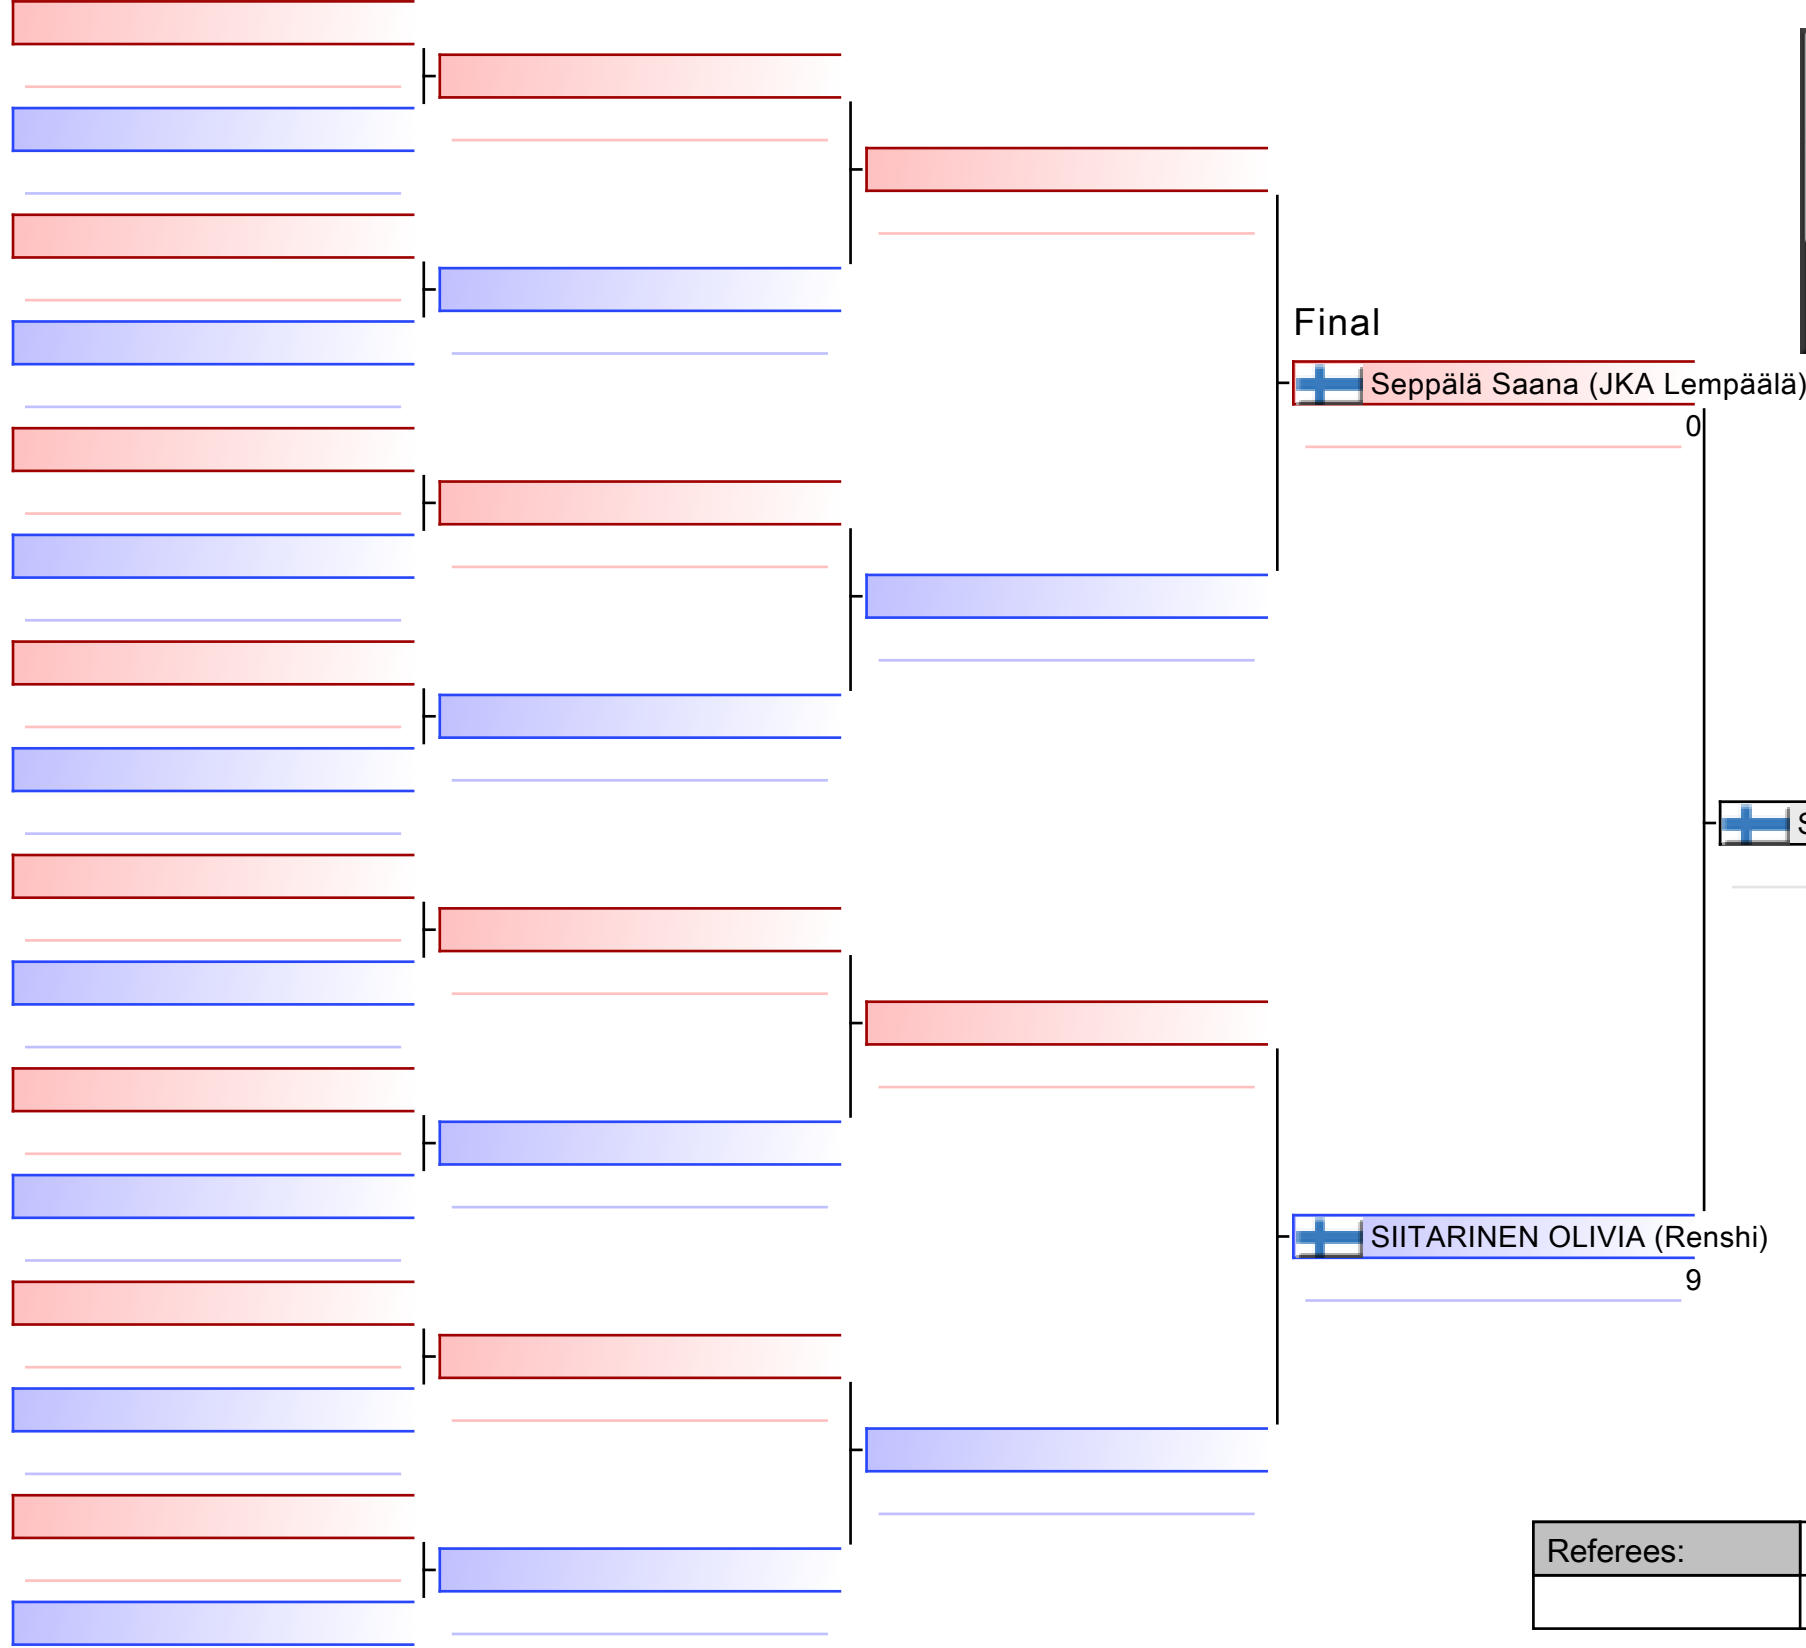 Final
Seppälä Saana (JKA Lempäälä)
0
SIITARINEN OLIVIA (Renshi)
9
Referees: